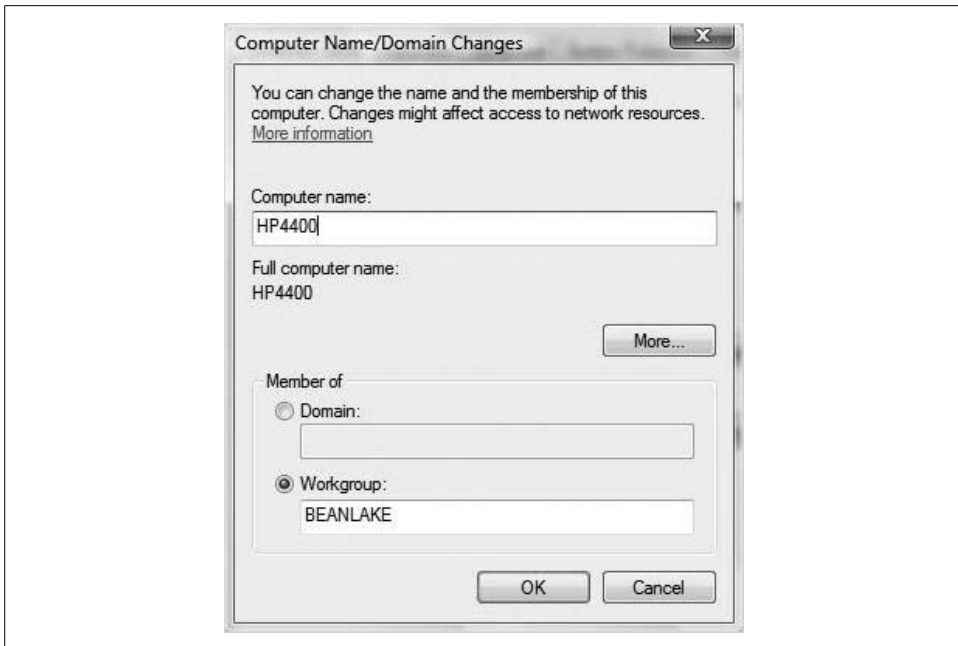 Computer Name/Domain Changes
You can change the name and the membership of this
computer. Changes might affect access to network resources.
More information
Computer name:
HP4400
Full computer name:
HP4400
More...
Member of
Domain:
Workgroup:
BEANLAKE
OK
Cancel